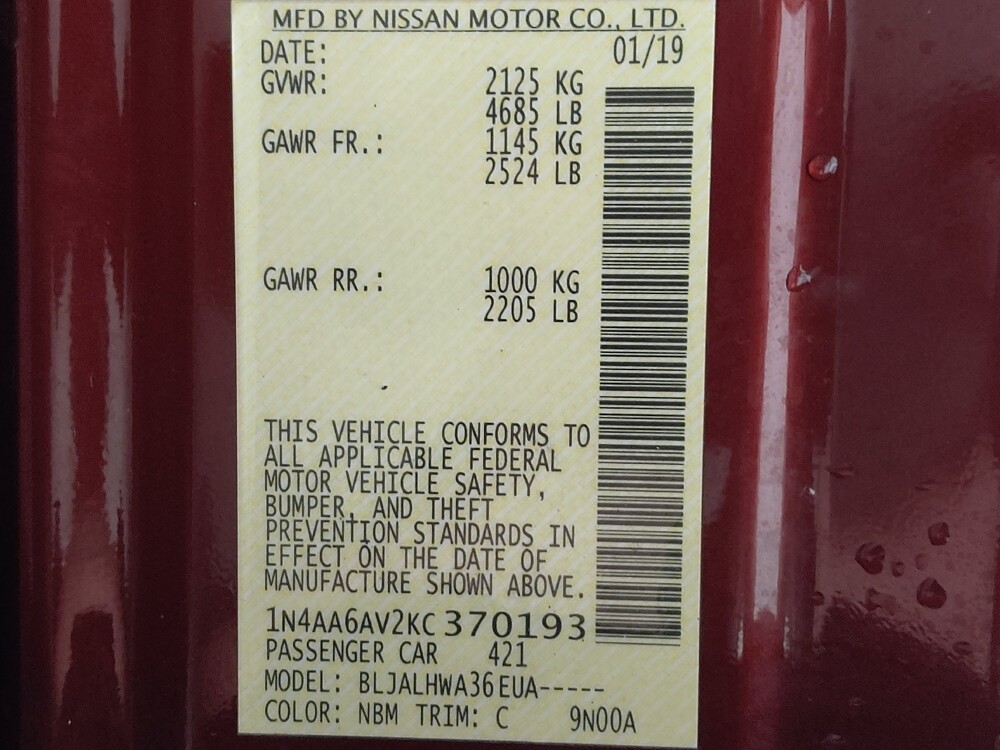 MFD BY NISSAN MOTOR CO., LTD.
DATE: 01/19
GVWR: 2125 KG
4685 LB
GAWR FR.: 1145 KG
2524 LB
GAWR RR.: 1000 KG
2205 LB
THIS VEHICLE CONFORMS TO
ALL APPLICABLE FEDERAL
MOTOR VEHICLE SAFETY,
BUMPER, AND THEFT
PREVENTION STANDARDS IN
EFFECT ON THE DATE OF
MANUFACTURE SHOWN ABOVE.
1N4AA6AV2KC370193
PASSENGER CAR 421
MODEL: BLJALHWA36EUA-----
COLOR: NBM TRIM: C 9N00A